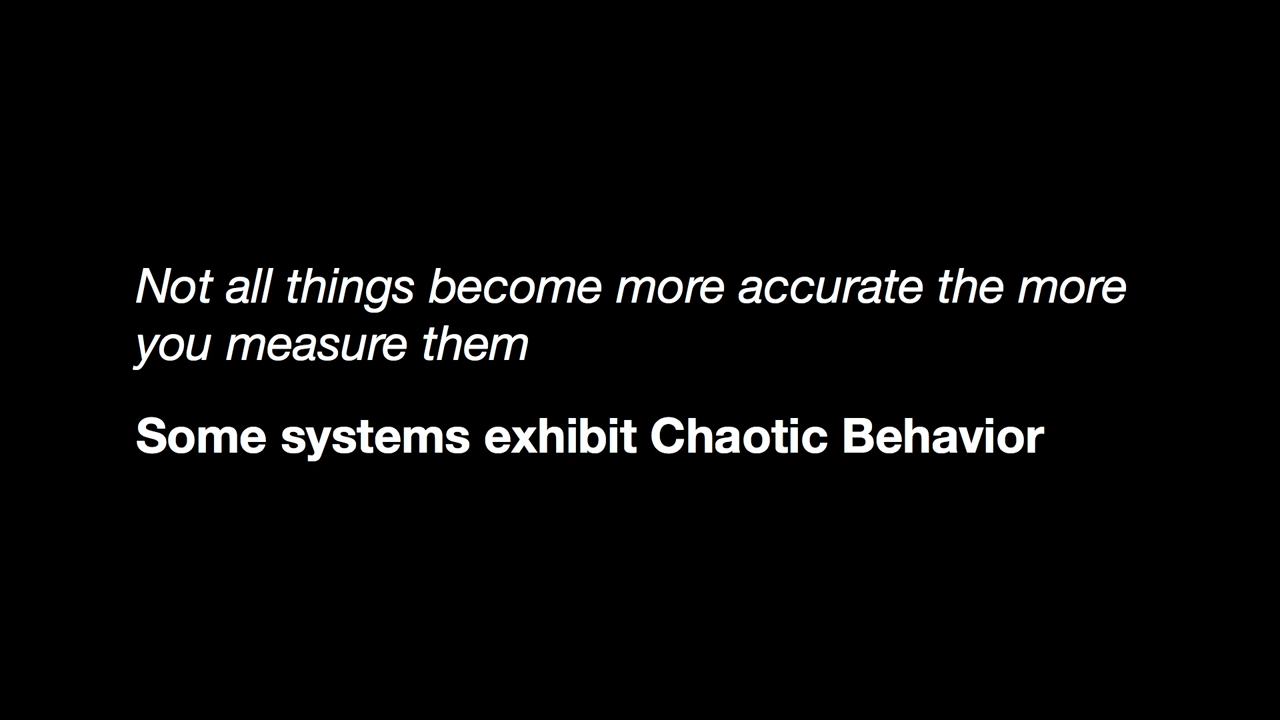 Not all things become more accurate the more
you measure them
Some systems exhibit Chaotic Behavior